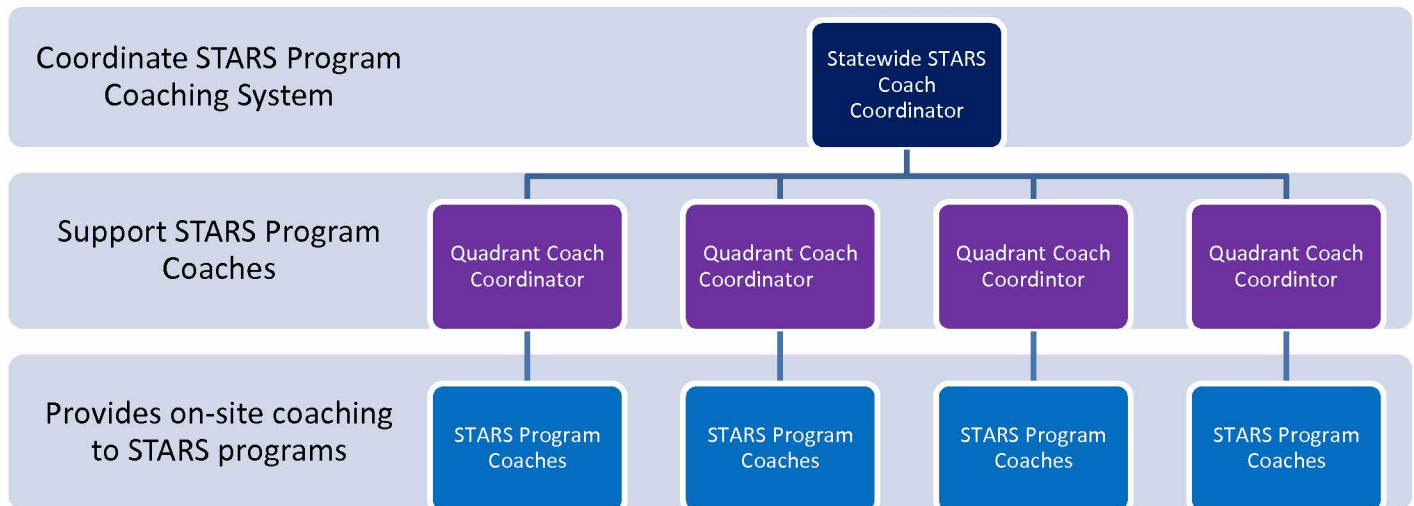 Coordinate STARS Program
Coaching System
Statewide STARS
Coach
Coordinator
Support STARS Program
Coaches
Quadrant Coach
Coordinator
Quadrant Coach
Coordinator
Quadrant Coach
Coordintor
Quadrant Coach
Coordintor
Provides on-site coaching
to STARS programs
STARS Program
Coaches
STARS Program
Coaches
STARS Program
Coaches
STARS Program
Coaches